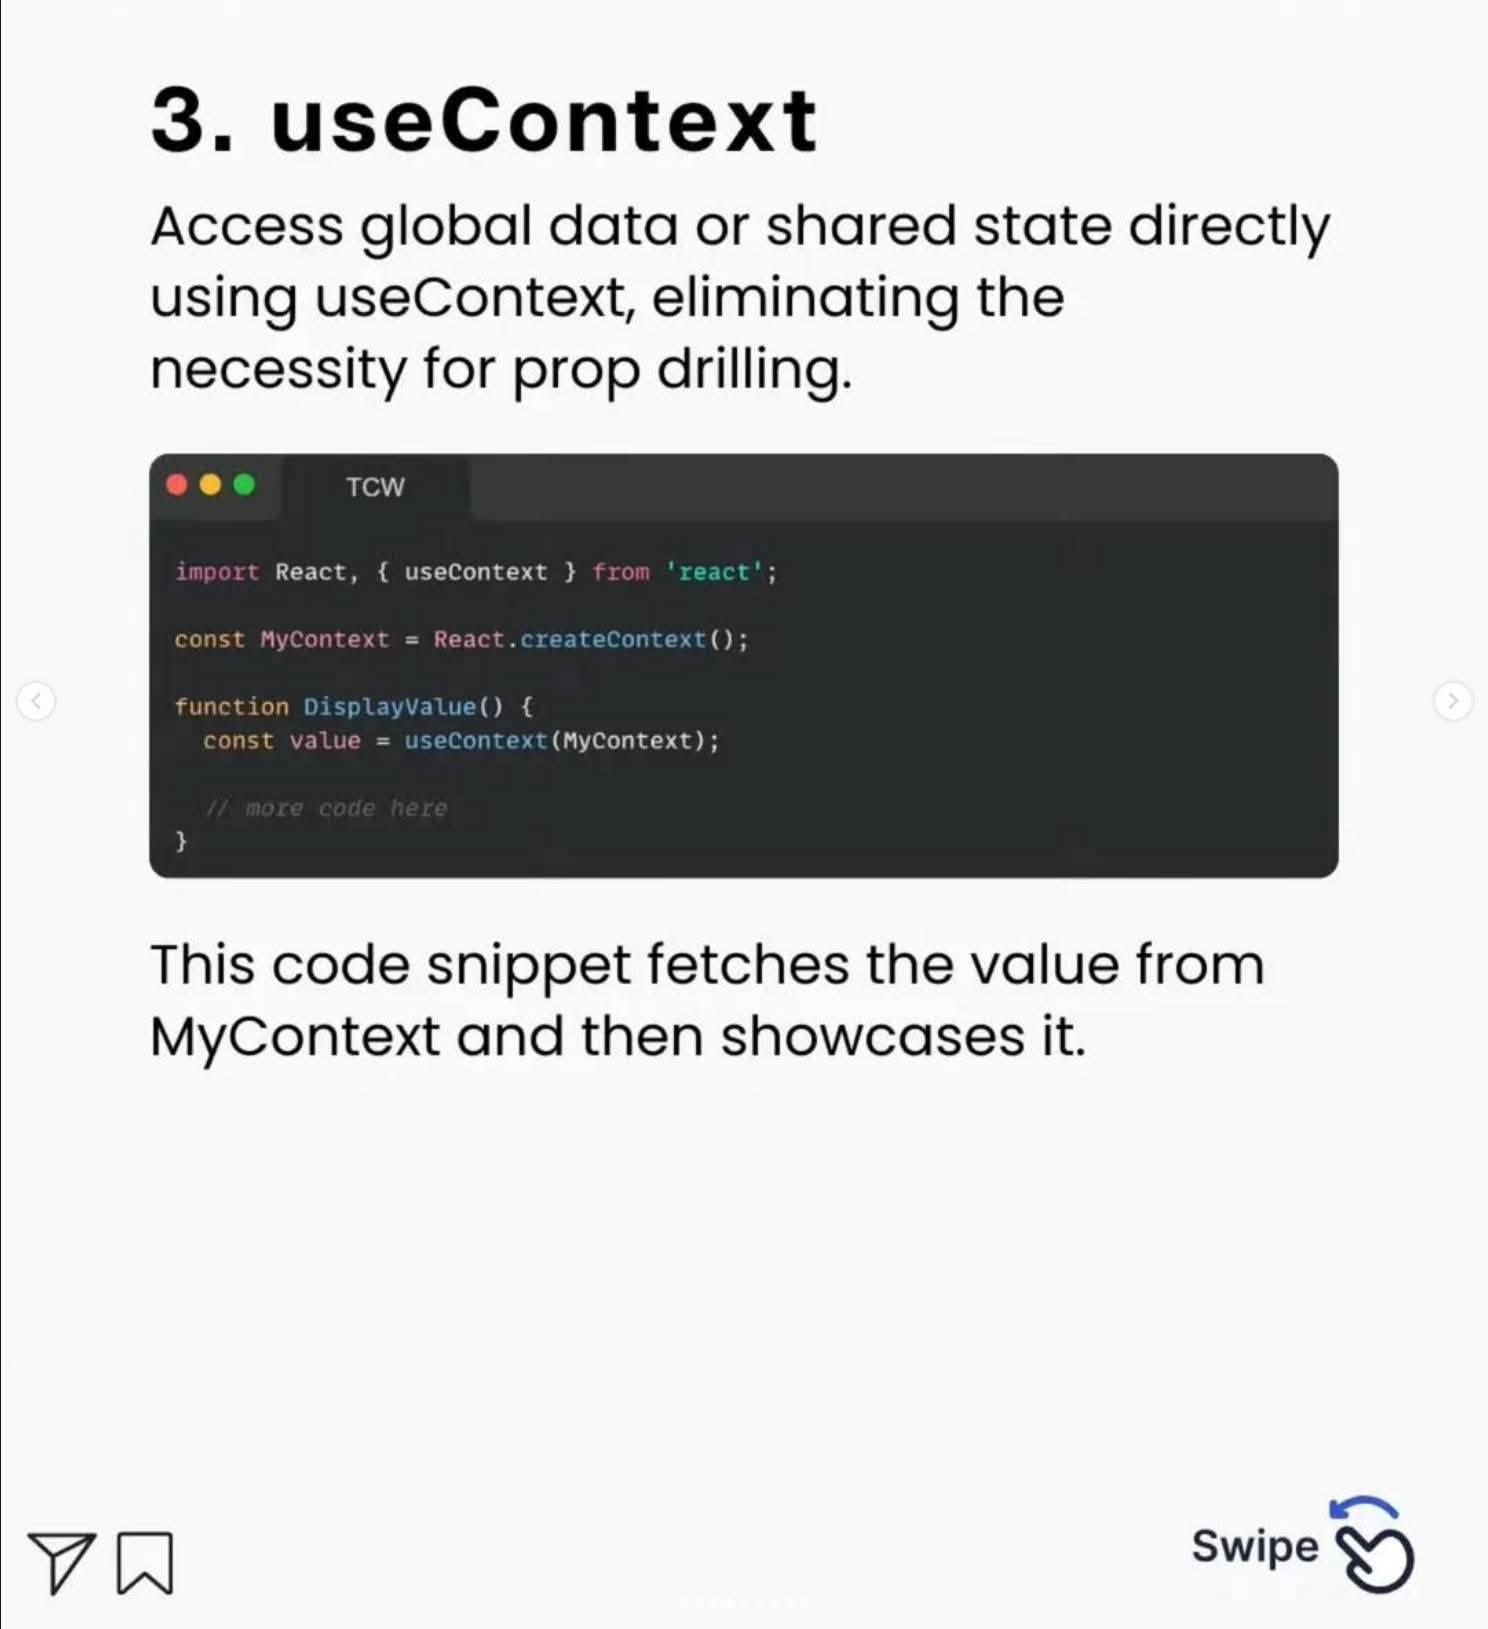 3. useContext
Access global data or shared state directly
using useContext, eliminating the
necessity for prop drilling.
TCW
import React, { useContext } from 'react';
const MyContext = React.createContext();
function DisplayValue() {
  const value = useContext(MyContext);
  // more code here
}
This code snippet fetches the value from
MyContext and then showcases it.
Swipe